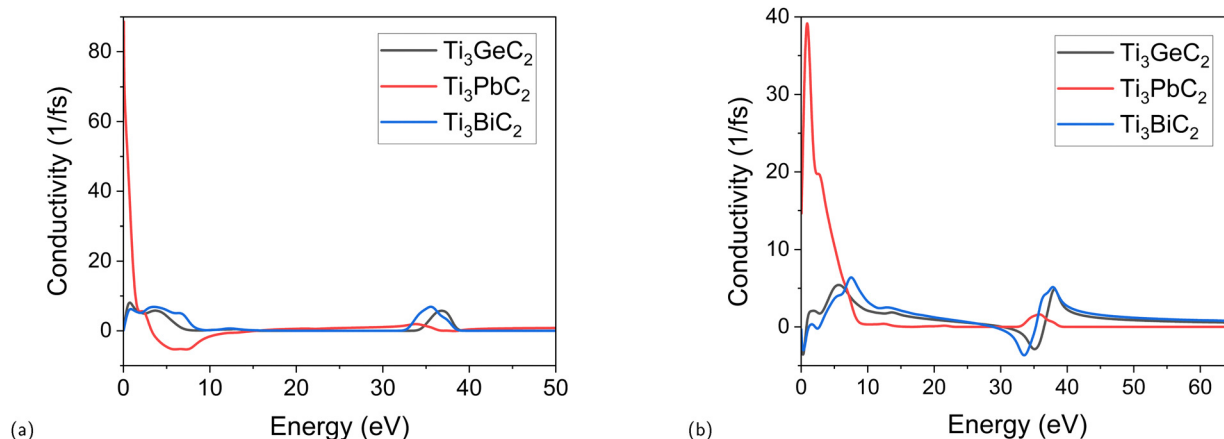 80
60
40
20
0
Conductivity (1/fs)
0 10 20 30 40 50
Energy (eV)
Ti₃GeC₂
Ti₃PbC₂
Ti₃BiC₂
(a)
40
30
20
10
0
Conductivity (1/fs)
0 10 20 30 40 50 60
Energy (eV)
Ti₃GeC₂
Ti₃PbC₂
Ti₃BiC₂
(b)